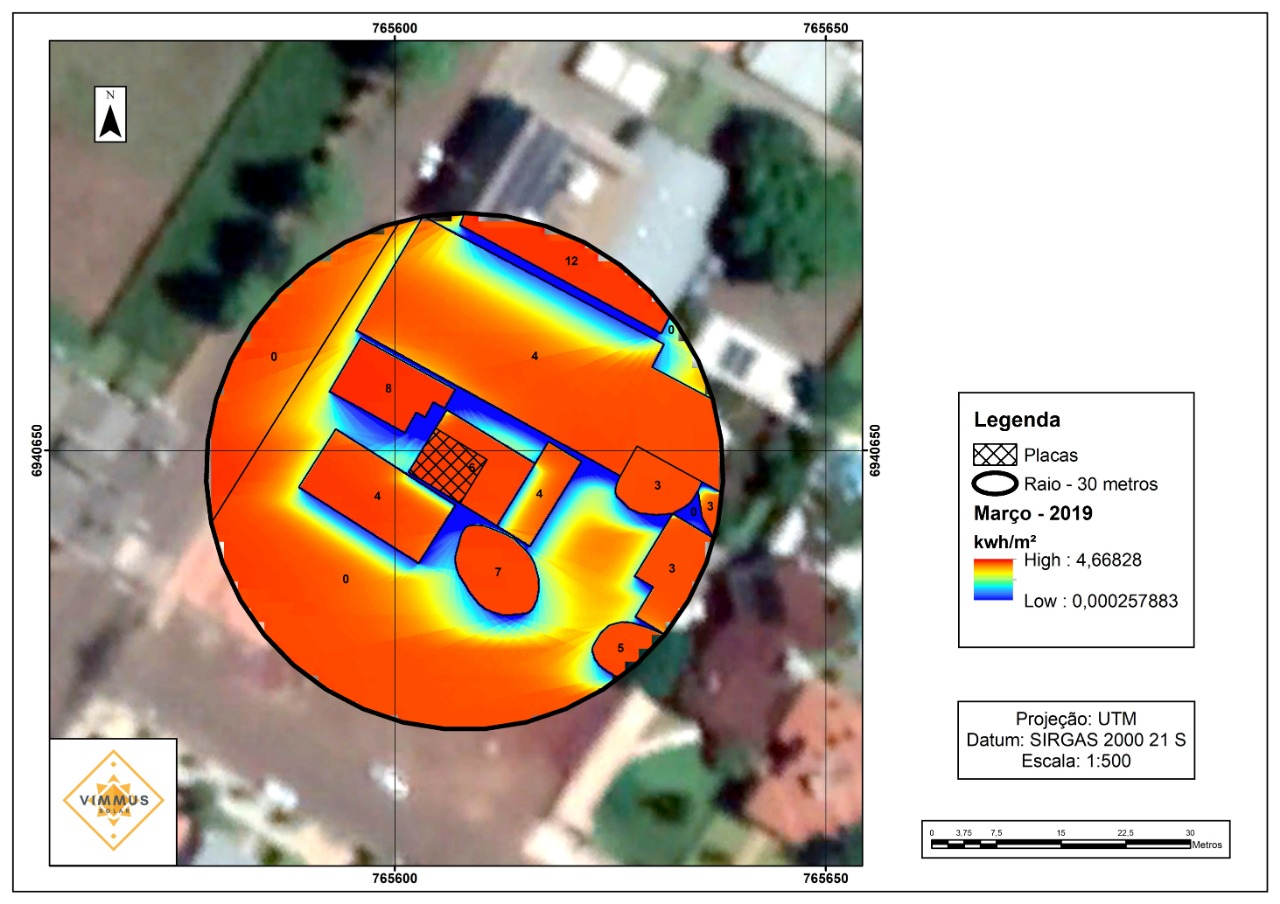 765600
765650
N
12
0
0
4
8
6940650
6940650
6
4
4
3
3
0
7
3
0
5
765600
765650
VIMMUS
SOLAR
Legenda
Placas
Raio - 30 metros
Março - 2019
kwh/m²
High : 4,66828
Low : 0,000257883
Projeção: UTM
Datum: SIRGAS 2000 21 S
Escala: 1:500
0 3,75 7,5 15 22,5 30
Metros